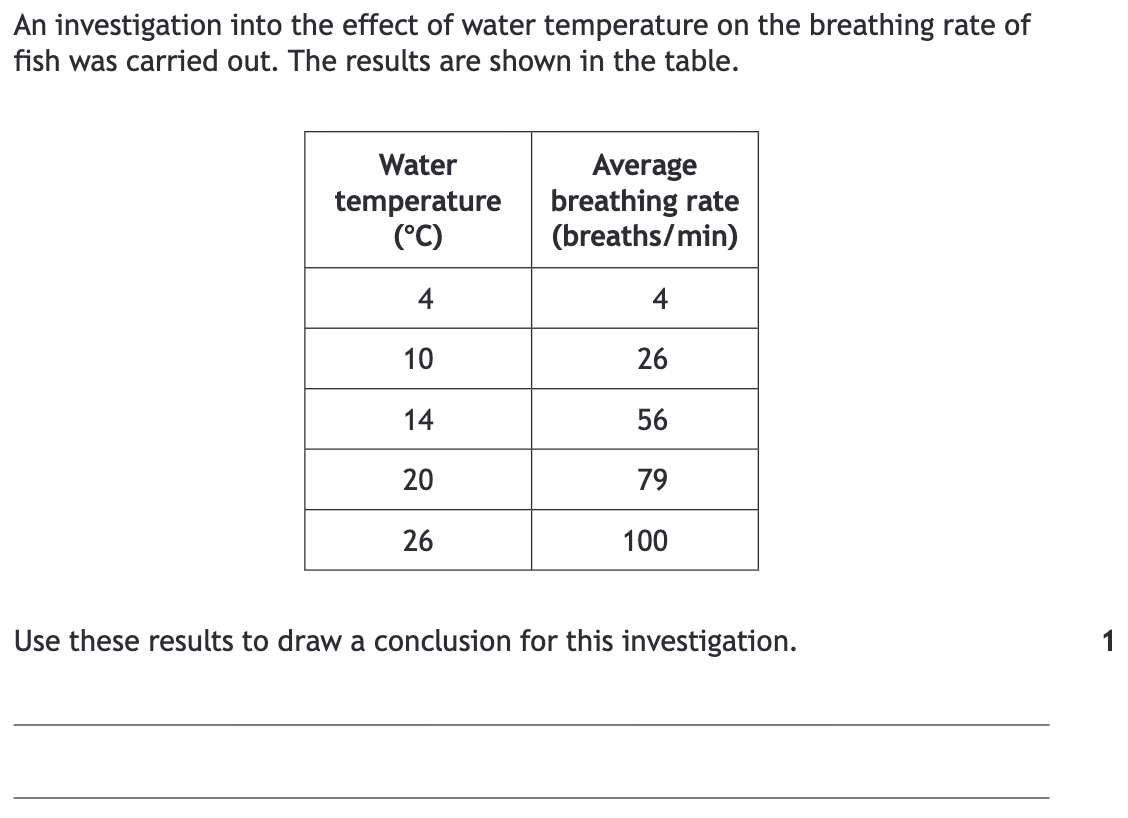 An investigation into the effect of water temperature on the breathing rate of
fish was carried out. The results are shown in the table.
Water
temperature
(°C)
Average
breathing rate
(breaths/min)
4 4
10 26
14 56
20 79
26 100
Use these results to draw a conclusion for this investigation. 1